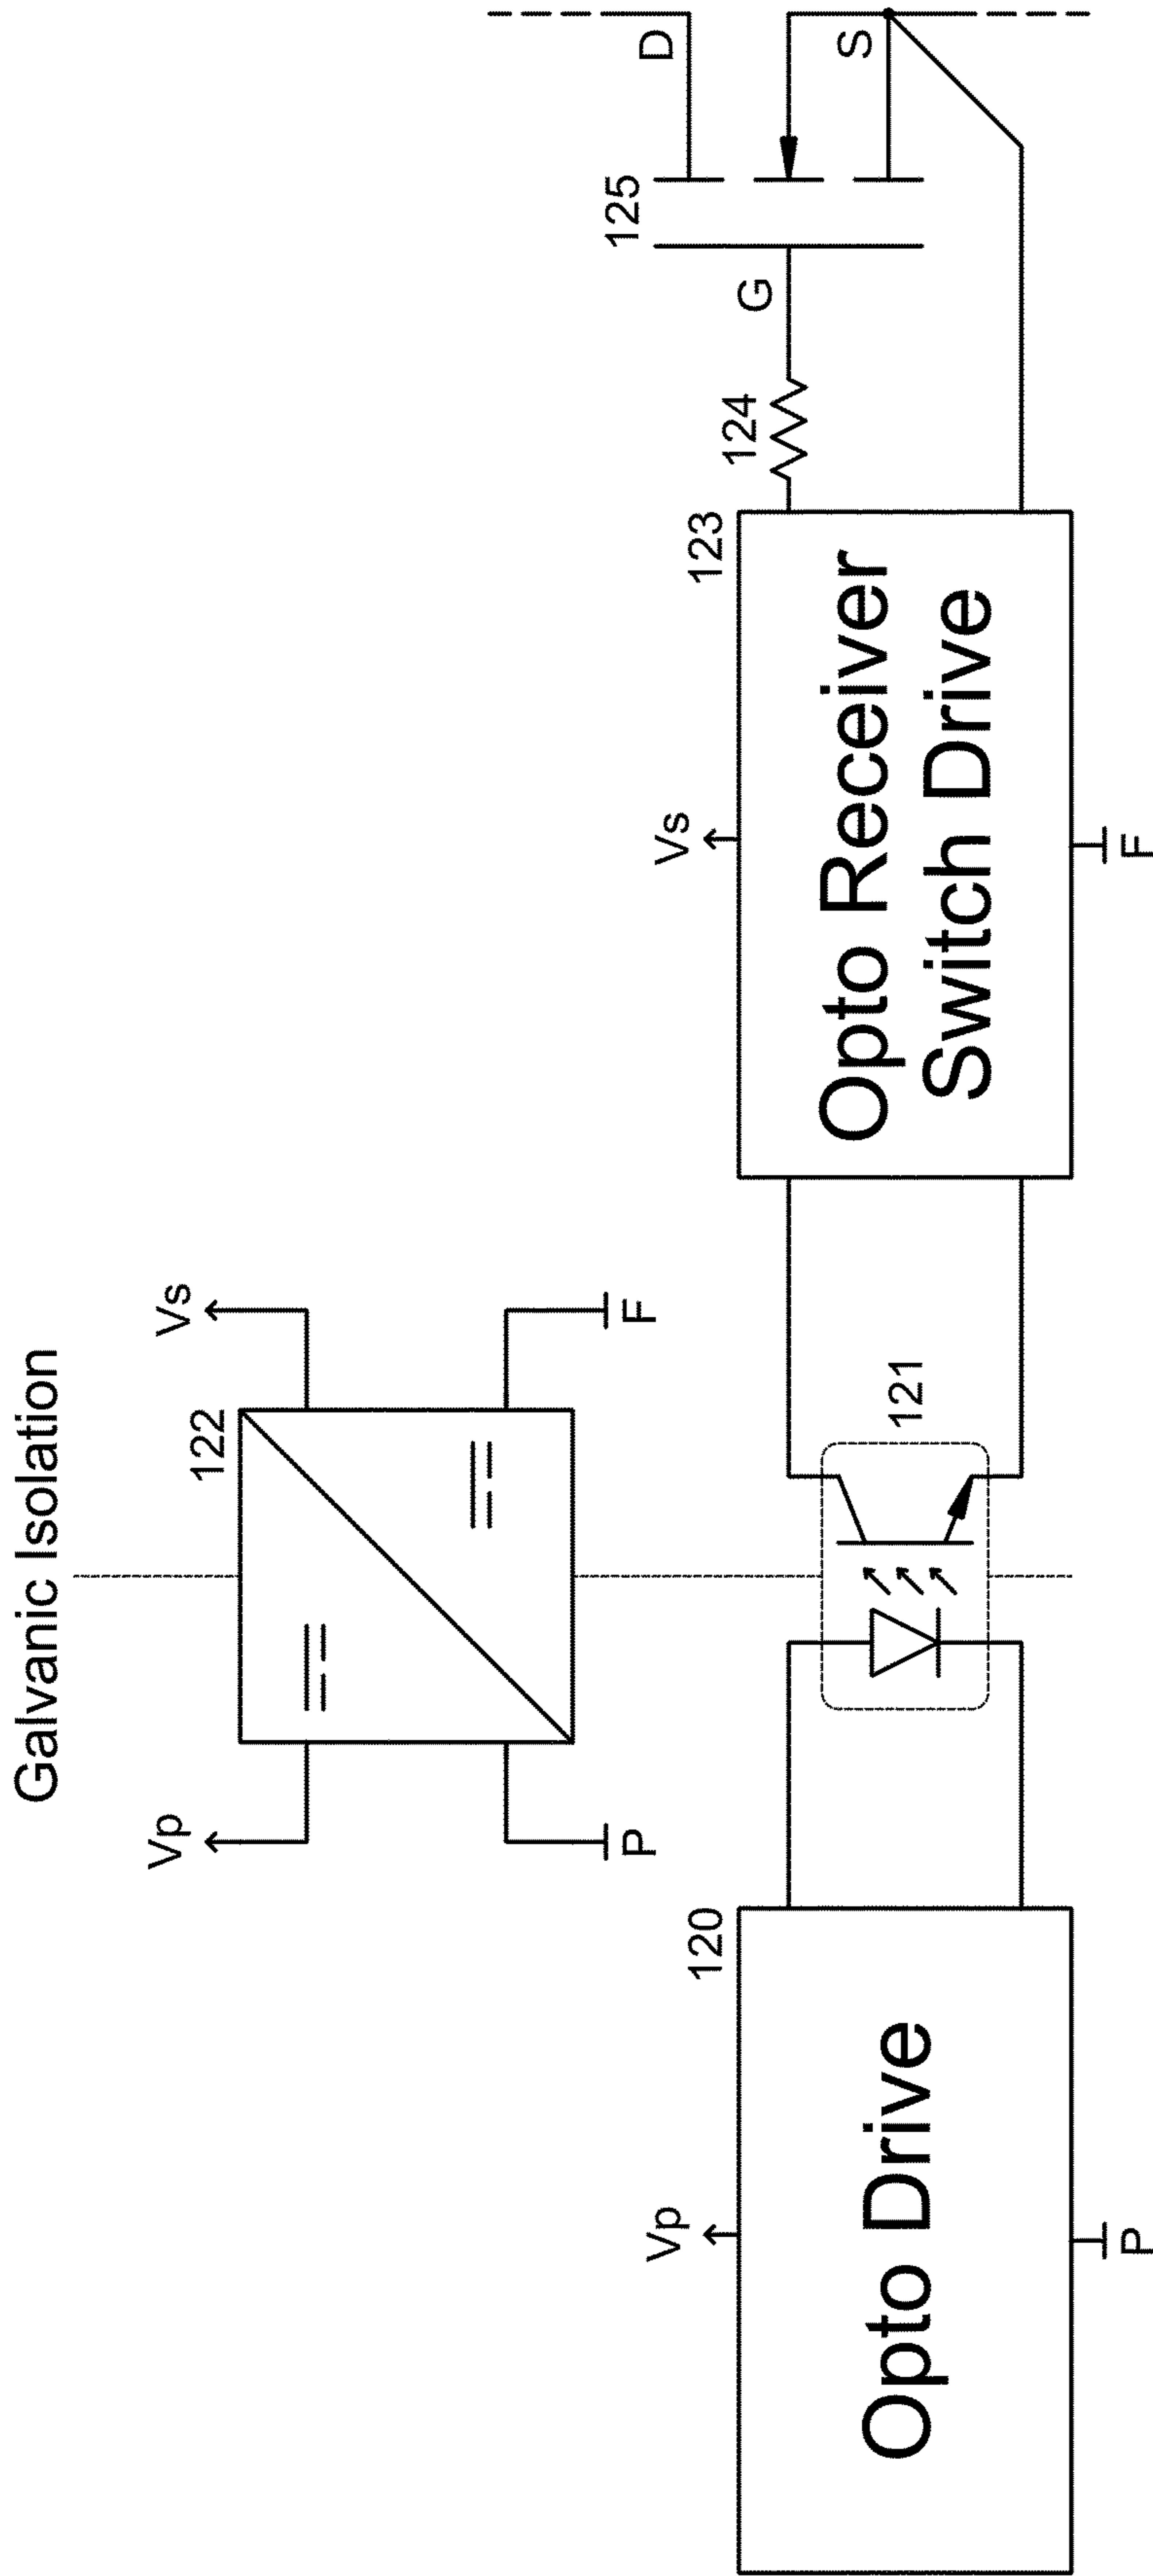 Galvanic Isolation
Vp
Vs
122
P
F
Vp
120
Opto Drive
P
121
Vs
123
Opto Receiver
Switch Drive
F
124
G
125
D
S